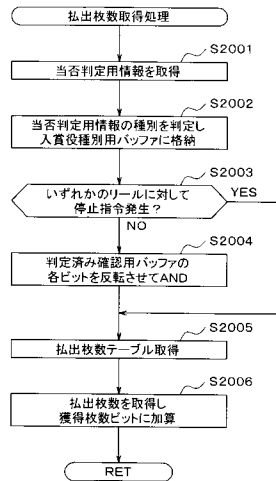 払出枚数取得処理
S2001
当否判定用情報を取得
S2002
当否判定用情報の種別を判定し
入賞役種別用バッファに格納
S2003
いずれかのリールに対して
停止指令発生?
YES
NO
S2004
判定済み確認用バッファの
各ビットを反転させてAND
S2005
払出枚数テーブル取得
S2006
払出枚数を取得し
獲得枚数ビットに加算
RET